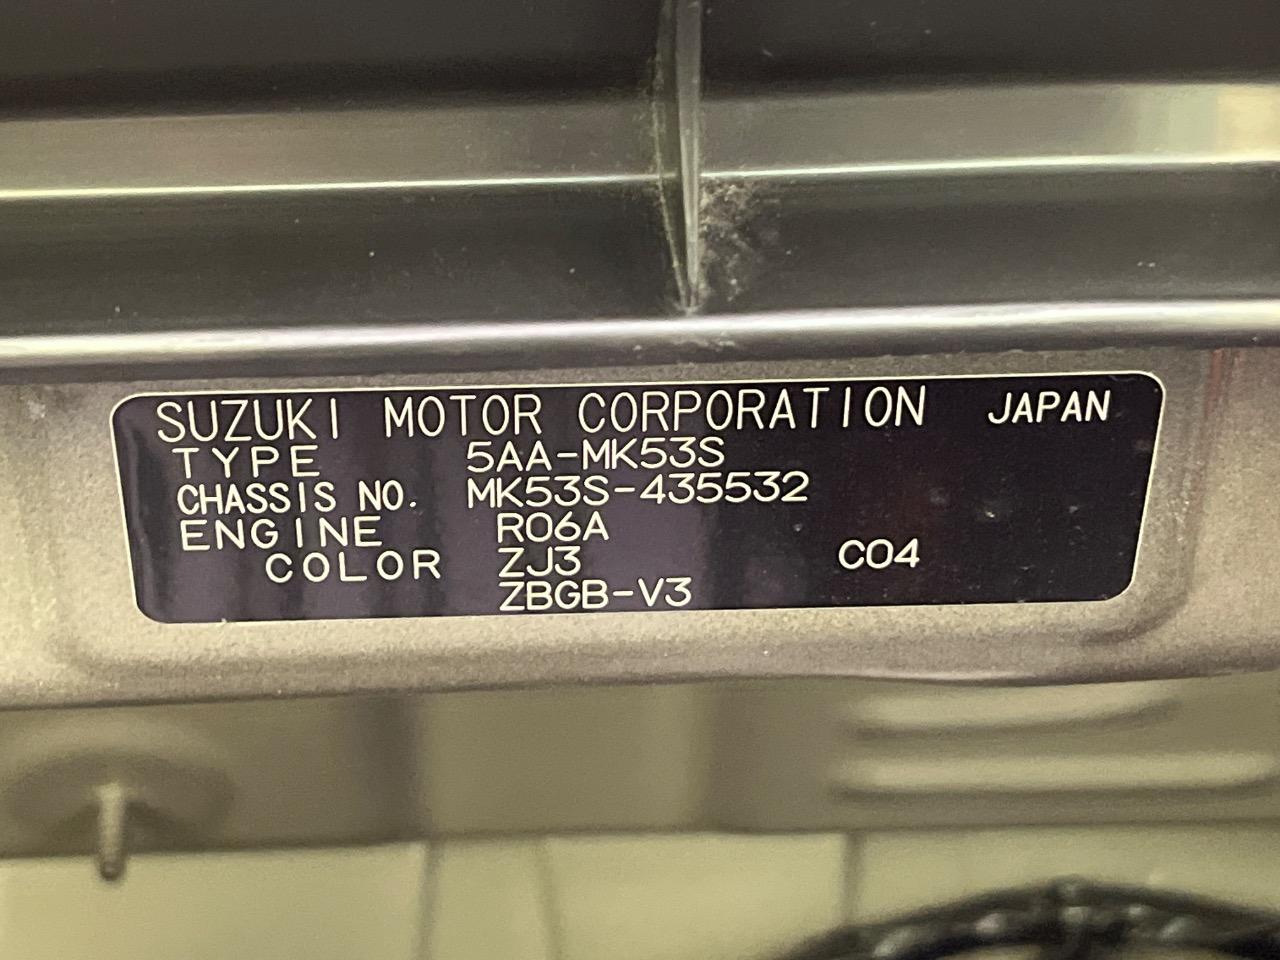 SUZUKI MOTOR CORPORATION JAPAN
TYPE 5AA-MK53S
CHASSIS NO. MK53S-435532
ENGINE R06A
COLOR ZJ3 C04
ZBGB-V3